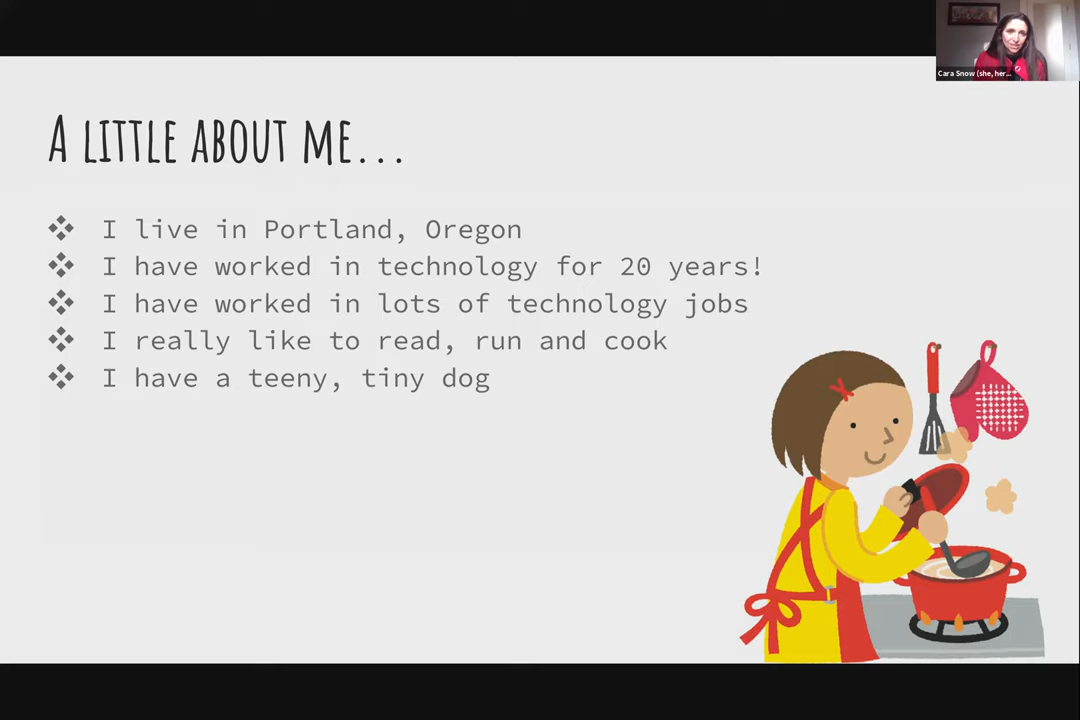 Cara Snow (she, her...
A LITTLE ABOUT ME...
❖ I live in Portland, Oregon
❖ I have worked in technology for 20 years!
❖ I have worked in lots of technology jobs
❖ I really like to read, run and cook
❖ I have a teeny, tiny dog